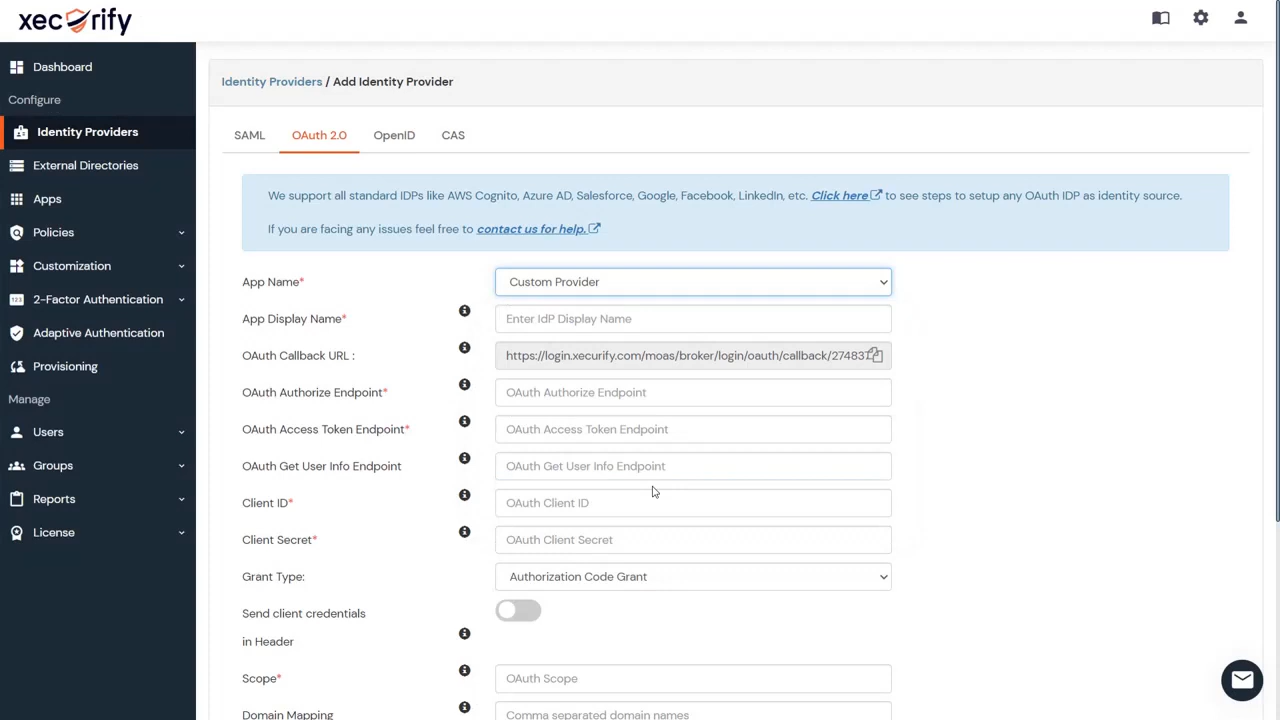 xecurify
Dashboard
Configure
Identity Providers
External Directories
Apps
Policies
Customization
2-Factor Authentication
Adaptive Authentication
Provisioning
Manage
Users
Groups
Reports
License
Identity Providers / Add Identity Provider
SAML OAuth 2.0 OpenID CAS
We support all standard IDPs like AWS Cognito, Azure AD, Salesforce, Google, Facebook, LinkedIn, etc. Click here to see steps to setup any OAuth IDP as identity source.
If you are facing any issues feel free to contact us for help.
App Name* Custom Provider
App Display Name* Enter IdP Display Name
OAuth Callback URL : https://login.xecurify.com/moas/broker/login/oauth/callback/27483
OAuth Authorize Endpoint* OAuth Authorize Endpoint
OAuth Access Token Endpoint* OAuth Access Token Endpoint
OAuth Get User Info Endpoint OAuth Get User Info Endpoint
Client ID* OAuth Client ID
Client Secret* OAuth Client Secret
Grant Type: Authorization Code Grant
Send client credentials
in Header
Scope* OAuth Scope
Domain Mapping Comma separated domain names